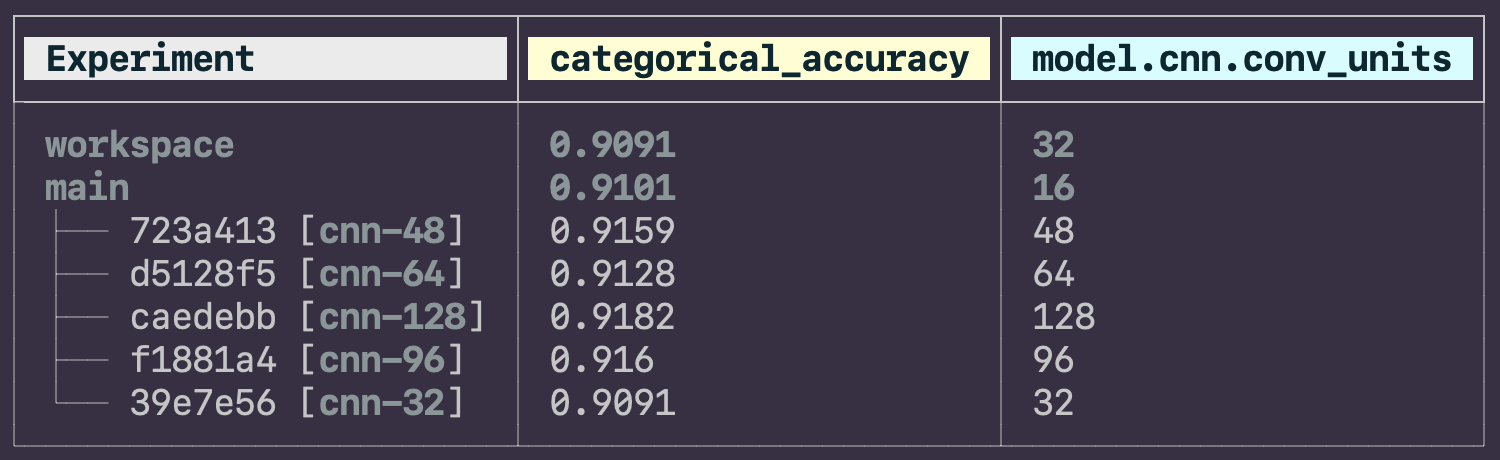 Experiment categorical_accuracy model.cnn.conv_units
workspace 0.9091 32
main 0.9101 16
723a413 [cnn-48] 0.9159 48
d5128f5 [cnn-64] 0.9128 64
caedebb [cnn-128] 0.9182 128
f1881a4 [cnn-96] 0.916 96
39e7e56 [cnn-32] 0.9091 32